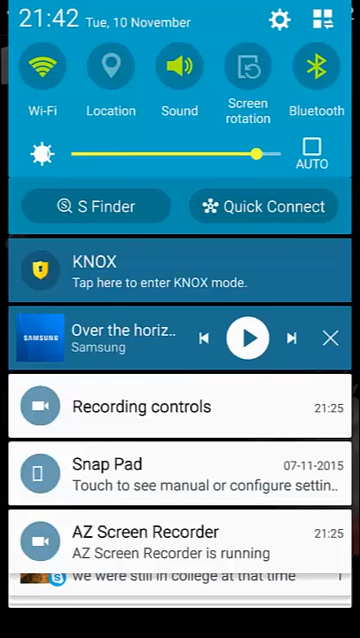 21:42 Tue, 10 November
Wi-Fi
Location
Sound
Screen
rotation
Bluetooth
AUTO
S Finder
Quick Connect
KNOX
Tap here to enter KNOX mode.
SAMSUNG
Over the horiz..
Samsung
Recording controls 21:25
Snap Pad 07-11-2015
Touch to see manual or configure settin..
AZ Screen Recorder 21:25
AZ Screen Recorder is running
we were still in college at that time 1